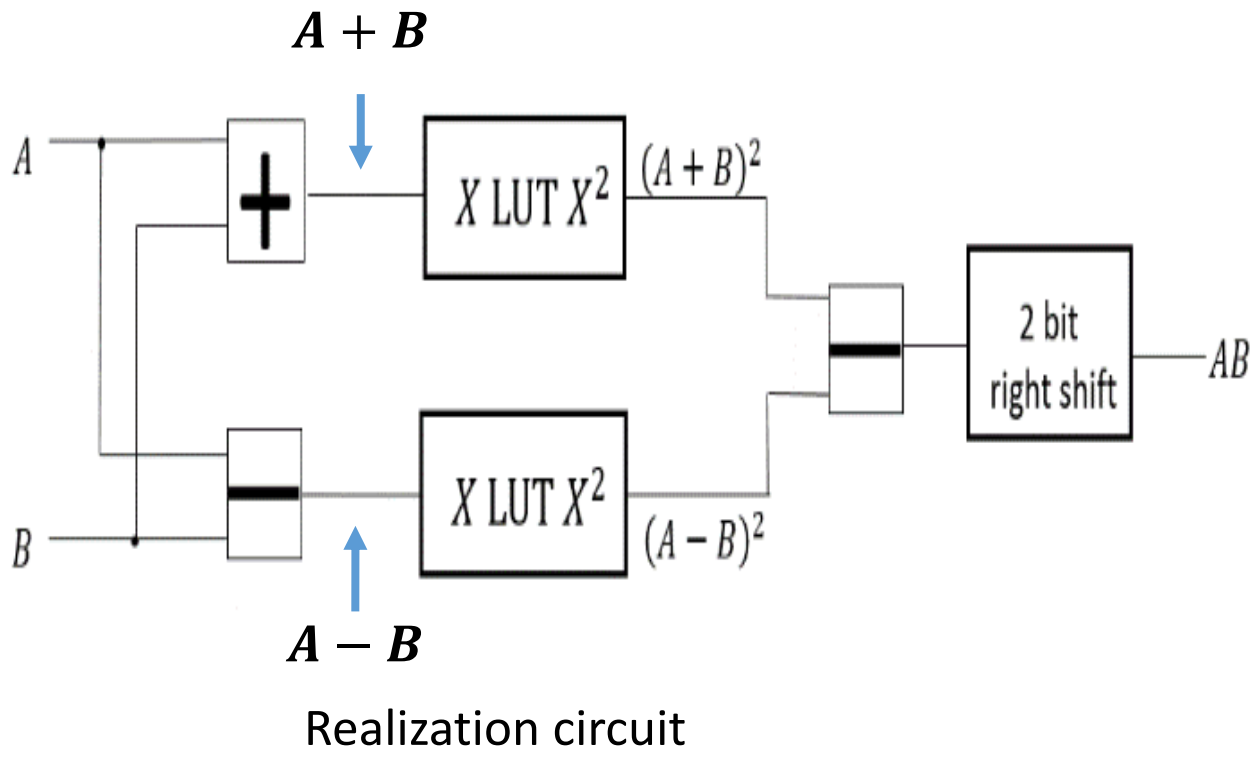 A + B
A
+
X LUT X²
(A + B)²
2 bit
right shift
AB
B
−
X LUT X²
(A − B)²
−
A − B
Realization circuit